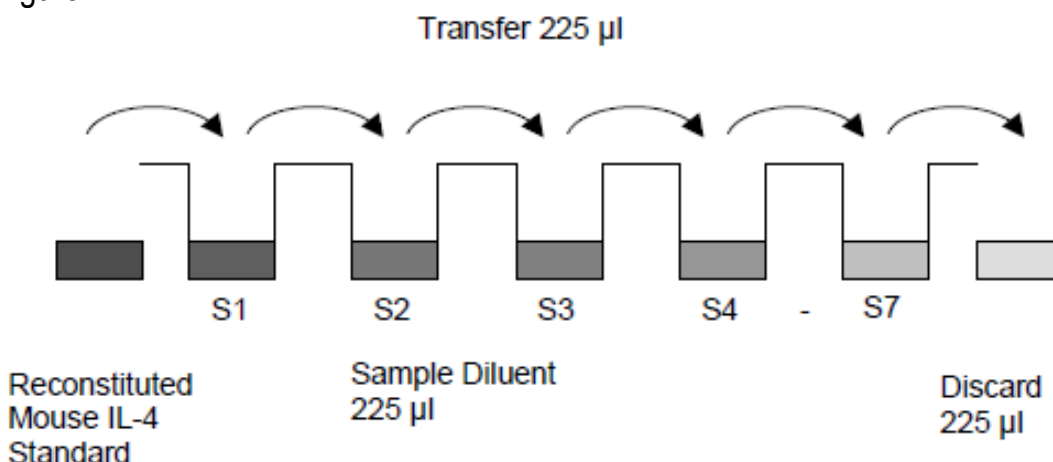 Transfer 225 µl
S1 S2 S3 S4 - S7
Reconstituted
Mouse IL-4
Standard
Sample Diluent
225 µl
Discard
225 µl